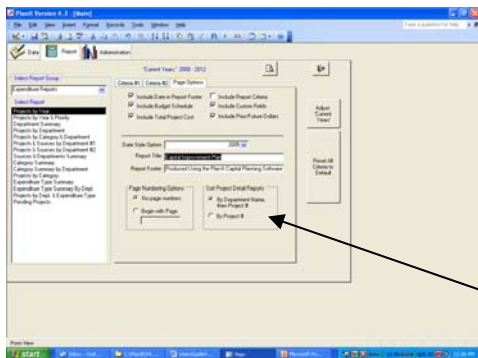 PlanIt Version 4.3 - [Main]
File Edit View Insert Format Records Tools Window Help
Type a question for help
Data Report Administration
"Current Years": 2008 - 2012
Select Report Group
Expenditure Reports
Select Report
Projects by Year
Projects by Year & Priority
Department Summary
Projects by Department
Projects by Category & Department
Projects & Sources by Department #1
Projects & Sources by Department #2
Sources & Departments Summary
Category Summary
Category Summary by Department
Projects by Category
Expenditure Type Summary
Expenditure Type Summary By Dept
Projects by Dept. & Expenditure Type
Pending Projects
Criteria #1 Criteria #2 Page Options
Include Date in Report Footer Include Report Criteria
Include Budget Schedule Include Custom Fields
Include Total Project Cost Include Prior/Future Dollars
Date Style Option
Report Title: Capital Improvement Plan
Report Footer: Produced Using the Plan-It Capital Planning Software
Page Numbering Options
No page numbers
Begin with Page
Sort Project Detail Reports
By Department Name, then Project #
By Project #
Adjust "Current Years"
Reset All Criteria to Default
Form View
start